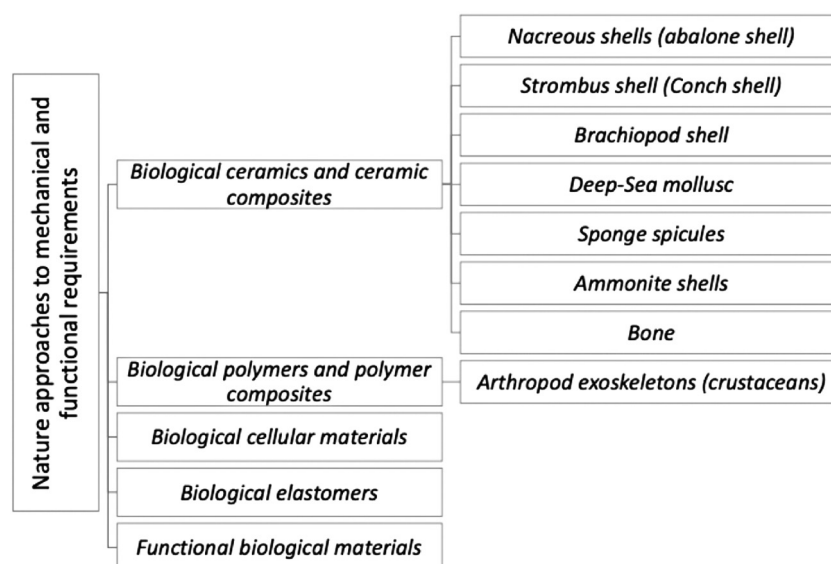 Nature approaches to mechanical and
functional requirements
Biological ceramics and ceramic
composites
Nacreous shells (abalone shell)
Strombus shell (Conch shell)
Brachiopod shell
Deep-Sea mollusc
Sponge spicules
Ammonite shells
Bone
Biological polymers and polymer
composites
Arthropod exoskeletons (crustaceans)
Biological cellular materials
Biological elastomers
Functional biological materials